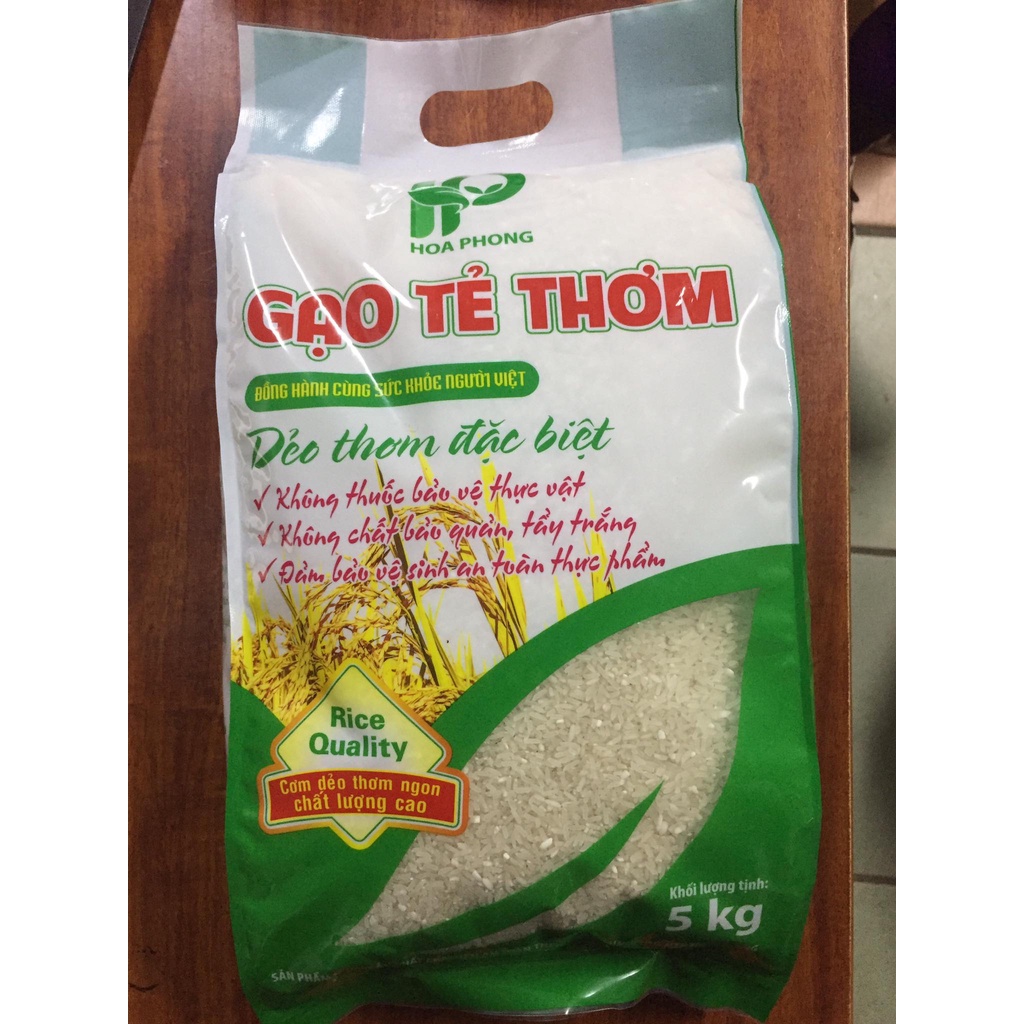 HOA PHONG
GẠO TẺ THƠM
ĐỒNG HÀNH CÙNG SỨC KHỎE NGƯỜI VIỆT
Dẻo thơm đặc biệt
✓ Không thuốc bảo vệ thực vật
✓ Không chất bảo quản, tẩy trắng
✓ Đảm bảo vệ sinh an toàn thực phẩm
Rice
Quality
Cơm dẻo thơm ngon
chất lượng cao
Khối lượng tịnh:
5 kg
SẢN PHẨM